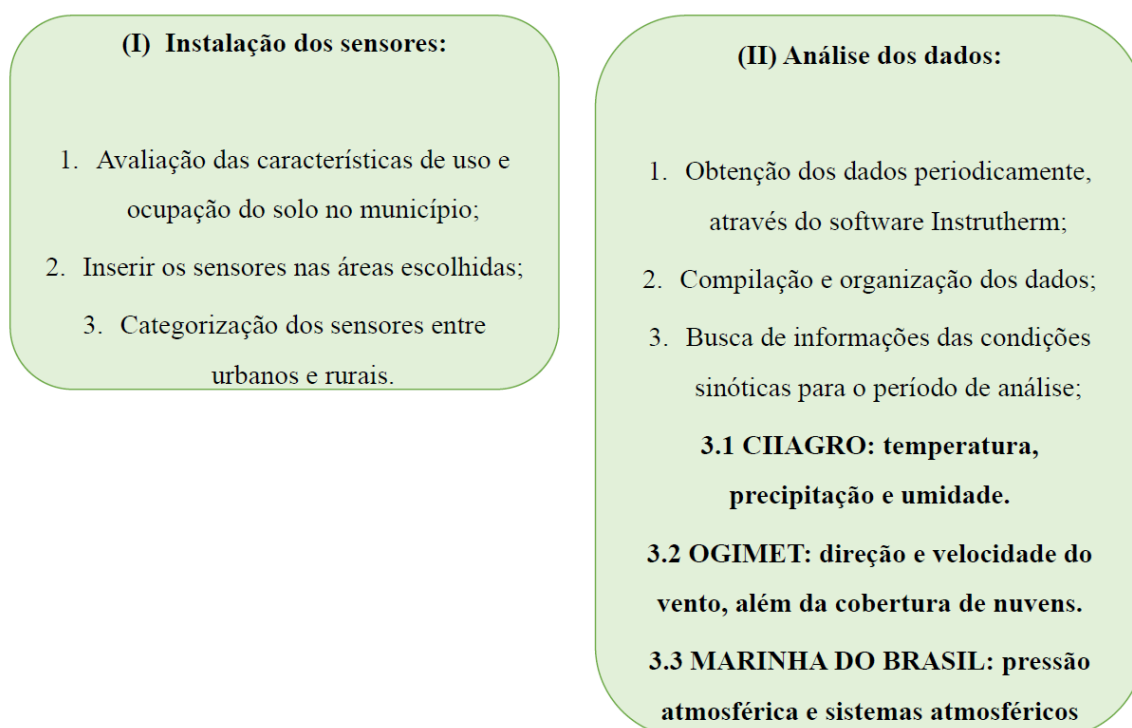 (I) Instalação dos sensores:
1. Avaliação das características de uso e
ocupação do solo no município;
2. Inserir os sensores nas áreas escolhidas;
3. Categorização dos sensores entre
urbanos e rurais.
(II) Análise dos dados:
1. Obtenção dos dados periodicamente,
através do software Instrutherm;
2. Compilação e organização dos dados;
3. Busca de informações das condições
sinóticas para o período de análise;
3.1 CIIAGRO: temperatura,
precipitação e umidade.
3.2 OGIMET: direção e velocidade do
vento, além da cobertura de nuvens.
3.3 MARINHA DO BRASIL: pressão
atmosférica e sistemas atmosféricos